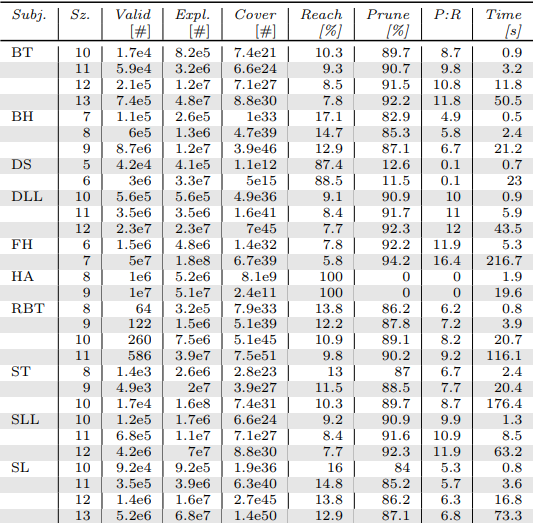 Subj. Sz. Valid Expl. Cover Reach Prune P:R Time
[#] [#] [#] [%] [%] [s]
BT 10 1.7e4 8.2e5 7.4e21 10.3 89.7 8.7 0.9
11 5.9e4 3.2e6 6.6e24 9.3 90.7 9.8 3.2
12 2.1e5 1.2e7 7.1e27 8.5 91.5 10.8 11.8
13 7.4e5 4.8e7 8.8e30 7.8 92.2 11.8 50.5
BH 7 1.1e5 2.6e5 1e33 17.1 82.9 4.9 0.5
8 6e5 1.3e6 4.7e39 14.7 85.3 5.8 2.4
9 8.7e6 1.2e7 3.9e46 12.9 87.1 6.7 21.2
DS 5 4.2e4 4.1e5 1.1e12 87.4 12.6 0.1 0.7
6 3e6 3.3e7 5e15 88.5 11.5 0.1 23
DLL 10 5.6e5 5.6e5 4.9e36 9.1 90.9 10 0.9
11 3.5e6 3.5e6 1.6e41 8.4 91.7 11 5.9
12 2.3e7 2.3e7 7e45 7.7 92.3 12 43.5
FH 6 1.5e6 4.8e6 1.4e32 7.8 92.2 11.9 5.3
7 5e7 1.8e8 6.7e39 5.8 94.2 16.4 216.7
HA 8 1e6 5.2e6 8.1e9 100 0 0 1.9
9 1e7 5.1e7 2.4e11 100 0 0 19.6
RBT 8 64 3.2e5 7.9e33 13.8 86.2 6.2 0.8
9 122 1.5e6 5.1e39 12.2 87.8 7.2 3.9
10 260 7.5e6 5.1e45 10.9 89.1 8.2 20.7
11 586 3.9e7 7.5e51 9.8 90.2 9.2 116.1
ST 8 1.4e3 2.6e6 2.8e23 13 87 6.7 2.4
9 4.9e3 2e7 3.9e27 11.5 88.5 7.7 20.4
10 1.7e4 1.6e8 7.4e31 10.3 89.7 8.7 176.4
SLL 10 1.2e5 1.7e6 6.6e24 9.2 90.9 9.9 1.3
11 6.8e5 1.1e7 7.1e27 8.4 91.6 10.9 8.5
12 4.2e6 7e7 8.8e30 7.7 92.3 11.9 63.2
SL 10 9.2e4 9.2e5 1.9e36 16 84 5.3 0.8
11 3.5e5 3.9e6 6.3e40 14.8 85.2 5.7 3.6
12 1.4e6 1.6e7 2.7e45 13.8 86.2 6.3 16.8
13 5.2e6 6.8e7 1.4e50 12.9 87.1 6.8 73.3